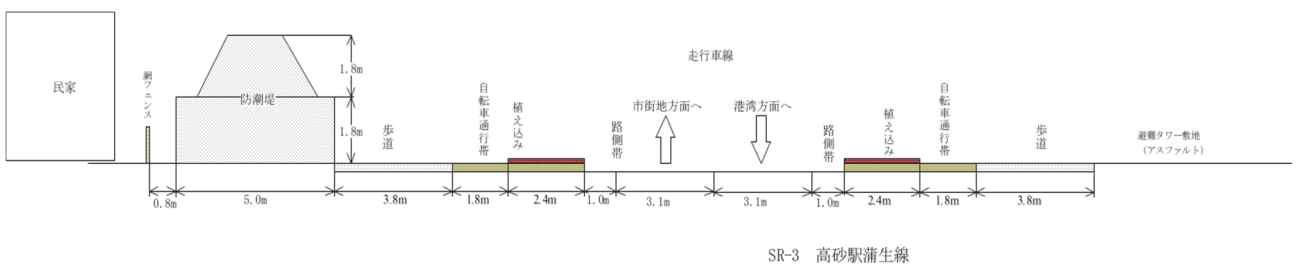 民家
網フェンス
防潮堤
1.8m
1.8m
歩道
自転車通行帯
植え込み
路側帯
走行車線
市街地方面へ
港湾方面へ
路側帯
植え込み
自転車通行帯
歩道
避難タワー敷地
(アスファルト)
0.8m
5.0m
3.8m
1.8m
2.4m
1.0m
3.1m
3.1m
1.0m
2.4m
1.8m
3.8m
SR-3 高砂駅蒲生線